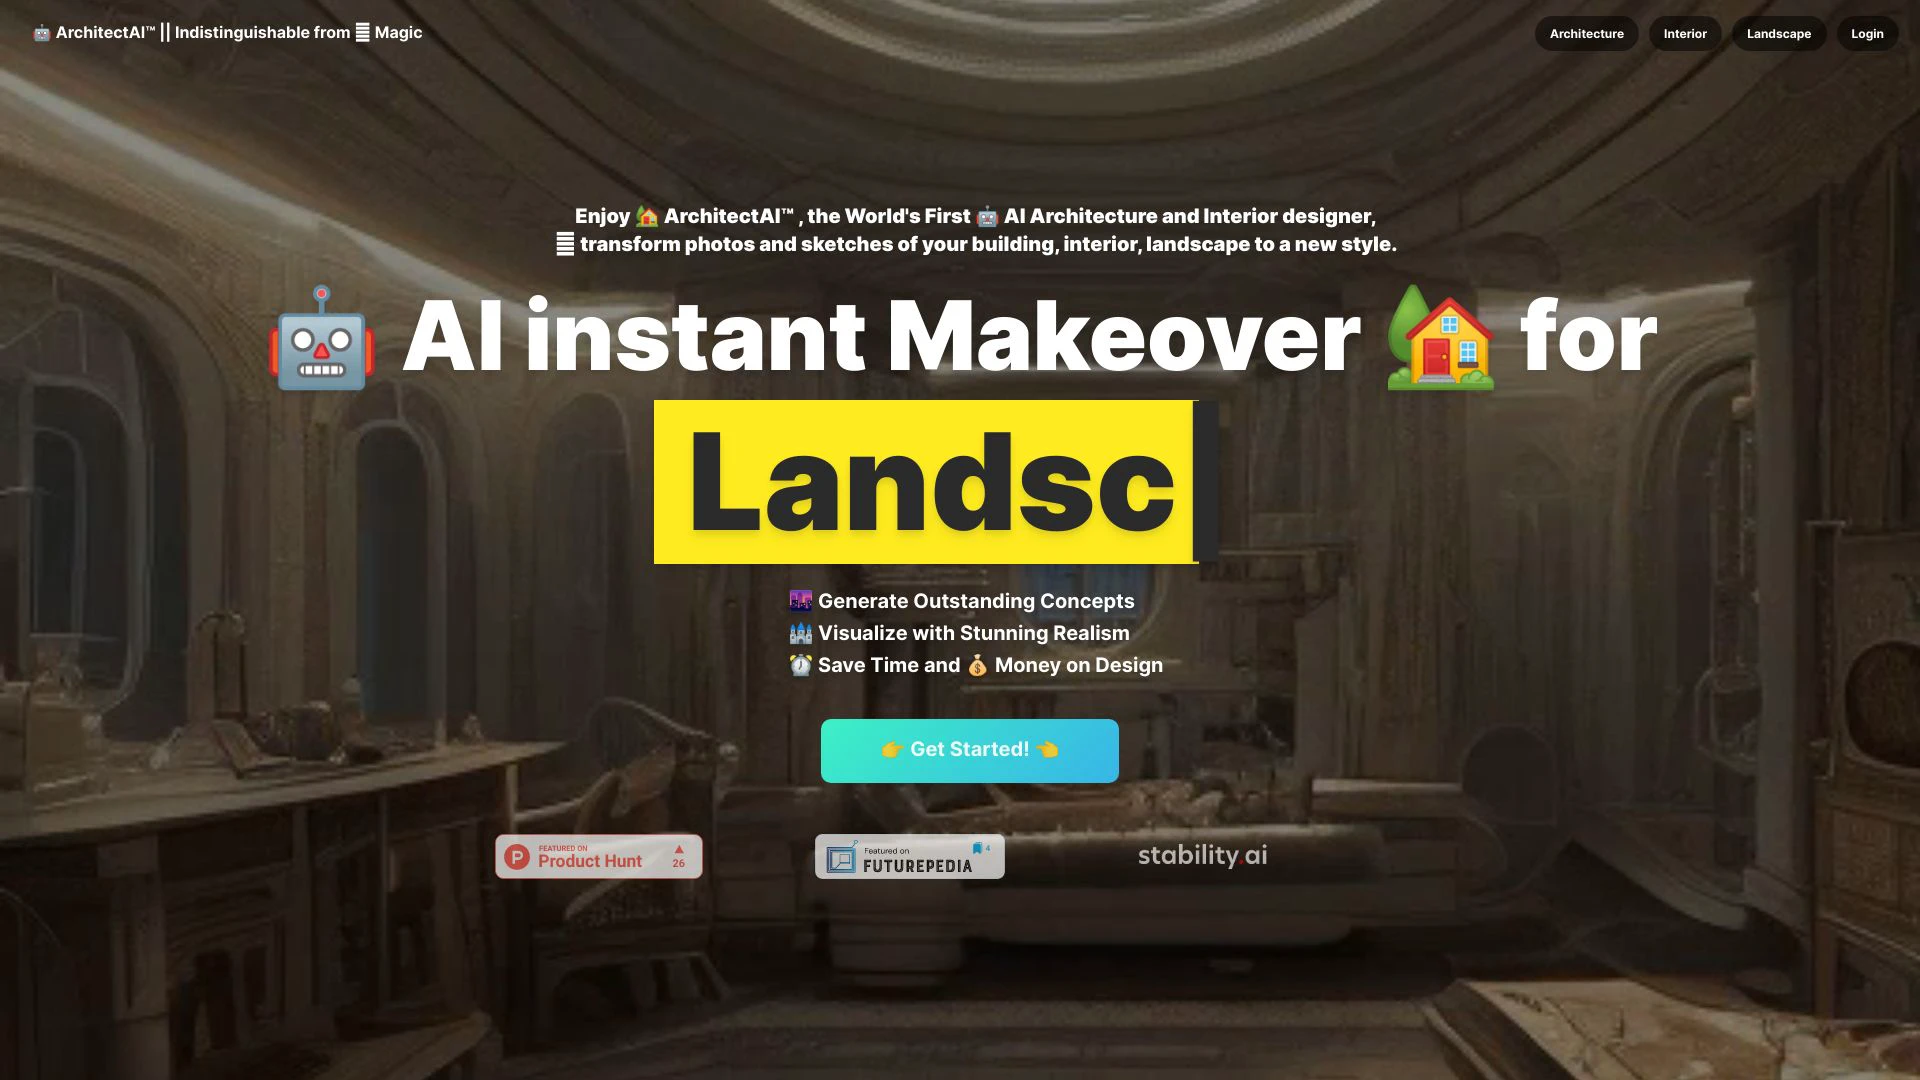 🤖 ArchitectAI™ || Indistinguishable from 𝄛 Magic
Architecture
Interior
Landscape
Login
Enjoy 🏡 ArchitectAI™ , the World's First 🤖 AI Architecture and Interior designer,
𝄛 transform photos and sketches of your building, interior, landscape to a new style.
🤖 AI instant Makeover 🏡 for
Landsc
🌆 Generate Outstanding Concepts
🏰 Visualize with Stunning Realism
⏰ Save Time and 💰 Money on Design
👉 Get Started! 👈
FEATURED ON
Product Hunt
▲
26
Featured on
4
FUTUREPEDIA
stability.ai